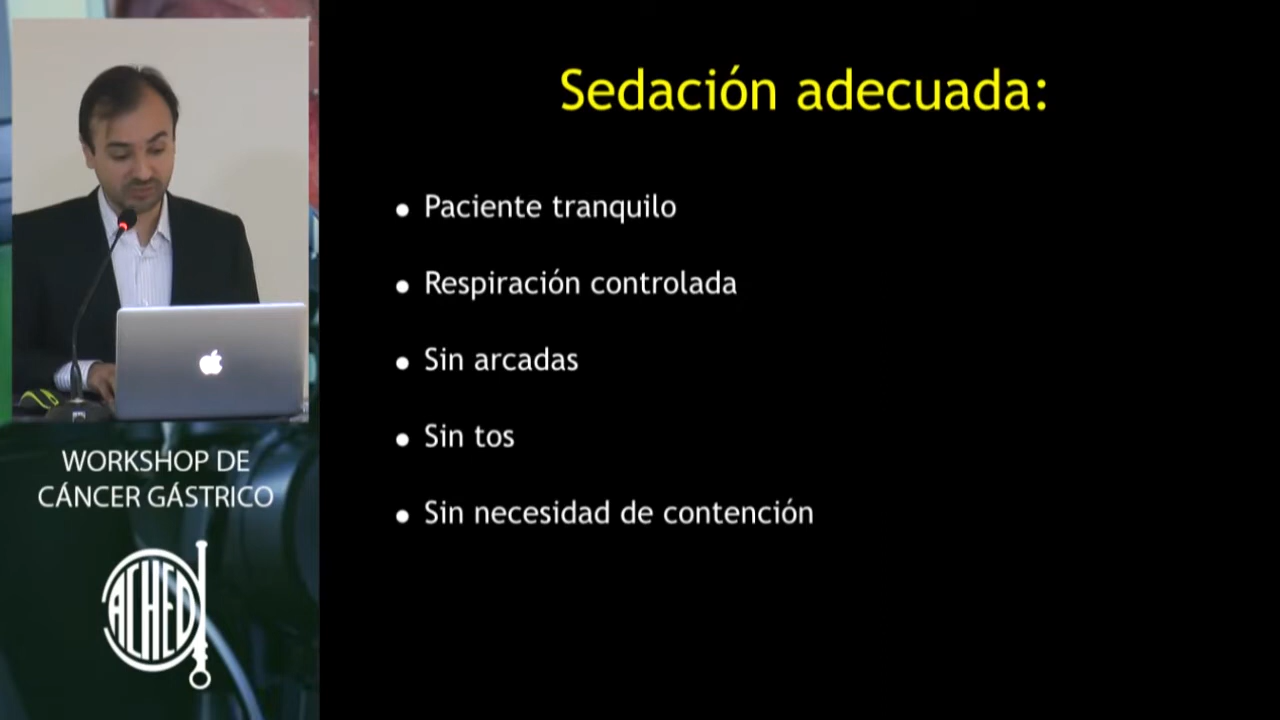 Sedación adecuada:
Paciente tranquilo
Respiración controlada
Sin arcadas
Sin tos
Sin necesidad de contención
WORKSHOP DE
CÁNCER GÁSTRICO
ACHED